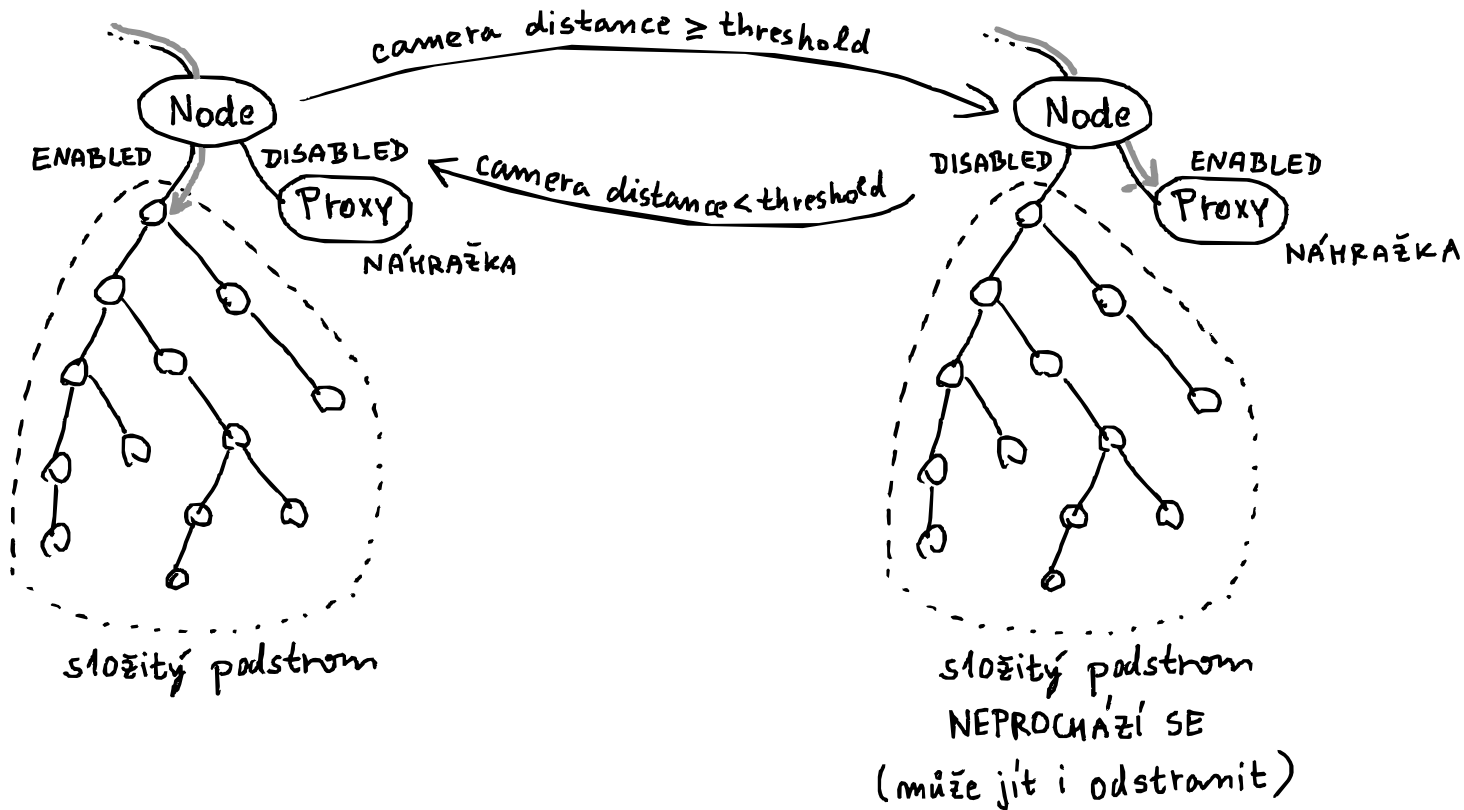 camera distance ≥ threshold
Node
ENABLED
DISABLED
Proxy
NÁHRAŽKA
camera distance < threshold
složitý podstrom
Node
DISABLED
ENABLED
Proxy
NÁHRAŽKA
složitý podstrom
NEPROCHÁZÍ SE
(může jít i odstranit)